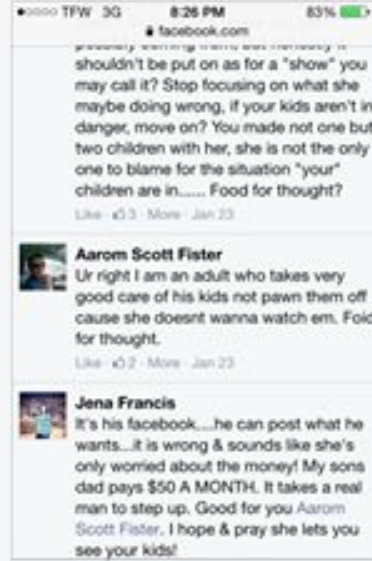 TFW 3G 8:26 PM 83%
facebook.com
shouldn't be put on as for a "show" you
may call it? Stop focusing on what she
maybe doing wrong, if your kids aren't in
danger, move on? You made not one but
two children with her, she is not the only
one to blame for the situation "your"
children are in...... Food for thought?
Like · 3 · More · Jan 23
Aarom Scott Fister
Ur right I am an adult who takes very
good care of his kids not pawn them off
cause she doesnt wanna watch em. Foid
for thought.
Like · 2 · More · Jan 23
Jena Francis
It's his facebook....he can post what he
wants...it is wrong & sounds like she's
only worried about the money! My sons
dad pays $50 A MONTH. It takes a real
man to step up. Good for you Aarom
Scott Fister. I hope & pray she lets you
see your kids!